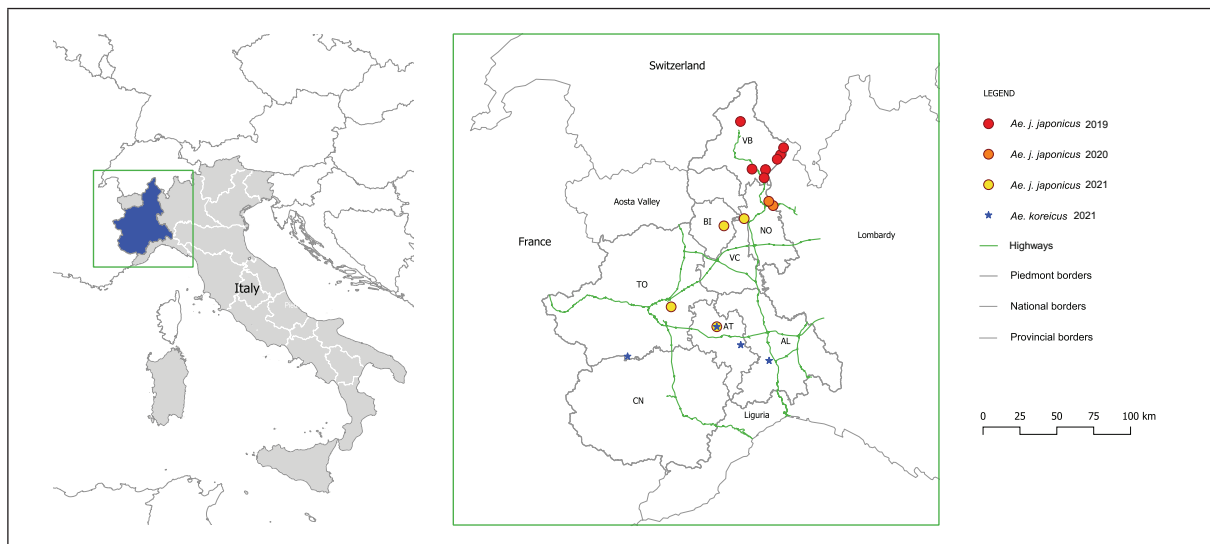 Italy
Switzerland
VB
Aosta Valley
BI
NO
France
Lombardy
VC
TO
AT
AL
CN
Liguria
LEGEND
Ae. j. japonicus 2019
Ae. j. japonicus 2020
Ae. j. japonicus 2021
Ae. koreicus 2021
Highways
Piedmont borders
National borders
Provincial borders
0 25 50 75 100 km